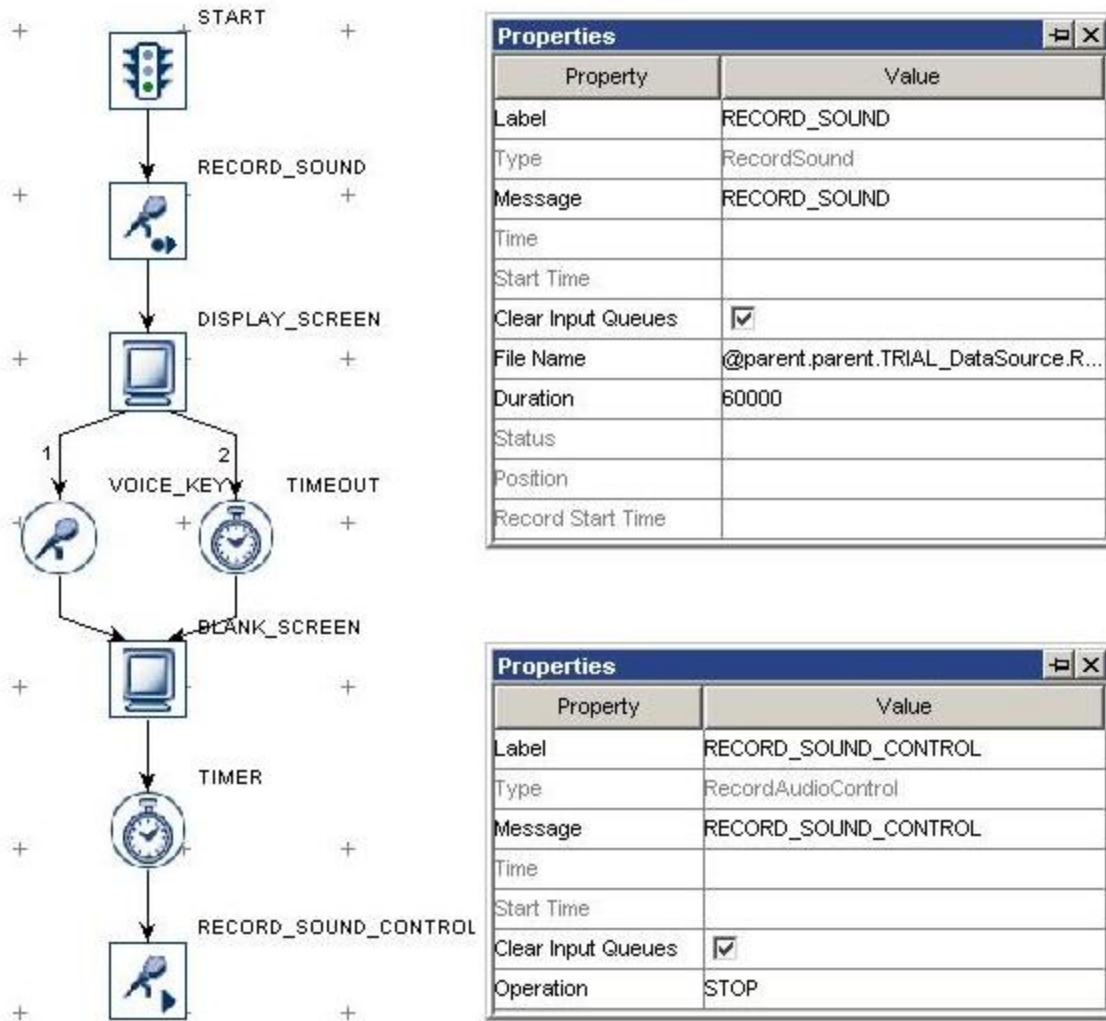 START
RECORD_SOUND
DISPLAY_SCREEN
1
2
VOICE_KEY
TIMEOUT
BLANK_SCREEN
TIMER
RECORD_SOUND_CONTROL
Properties
Property Value
Label RECORD_SOUND
Type RecordSound
Message RECORD_SOUND
Time
Start Time
Clear Input Queues
File Name @parent.parent.TRIAL_DataSource.R...
Duration 60000
Status
Position
Record Start Time
Properties
Property Value
Label RECORD_SOUND_CONTROL
Type RecordAudioControl
Message RECORD_SOUND_CONTROL
Time
Start Time
Clear Input Queues
Operation STOP